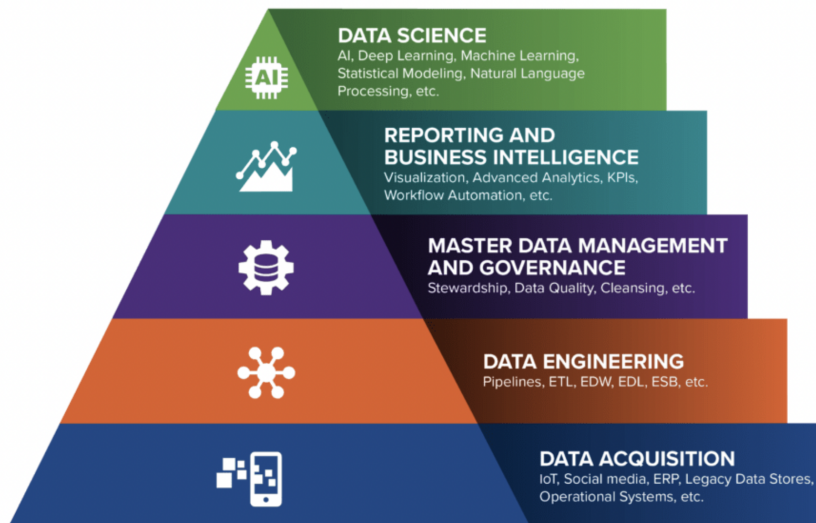 DATA SCIENCE
AI, Deep Learning, Machine Learning,
Statistical Modeling, Natural Language
Processing, etc.
AI
REPORTING AND
BUSINESS INTELLIGENCE
Visualization, Advanced Analytics, KPIs,
Workflow Automation, etc.
MASTER DATA MANAGEMENT
AND GOVERNANCE
Stewardship, Data Quality, Cleansing, etc.
DATA ENGINEERING
Pipelines, ETL, EDW, EDL, ESB, etc.
DATA ACQUISITION
IoT, Social media, ERP, Legacy Data Stores,
Operational Systems, etc.